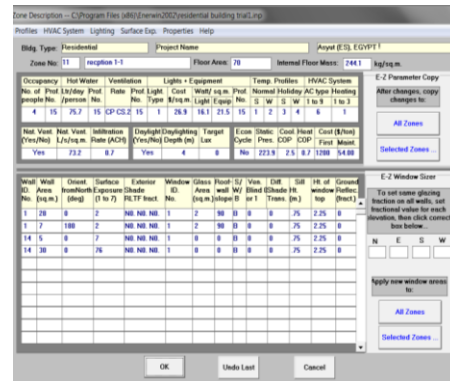 Zone Description -- C:\Program Files (x86)\Enerwin2002\residential building trial1.inp
Profiles HVAC System Lighting Surface Exp. Properties Help
Bldg. Type: Residential Project Name Asyut (ES), EGYPT !
Zone No: 11 recption 1-1 Floor Area: 70 Internal Floor Mass: 244.1 kg/sq.m.
Occupancy Hot Water Ventilation Lights + Equipment Temp. Profiles HVAC System
No. of Prof Ltr/day Prof Rate Prof Light Cost Watt/ sq.m. Prof Normal Holiday AC type Heating
people No. /person No. No. Type $/sq.m. Light Equip No. S W S W 1 to 9 1 to 3
4 15 75.7 15 CP CS.2 15 1 26.9 16.1 21.5 15 1 2 3 4 6 1
Nat. Vent. Nat. Vent. Infiltration Daylight Daylighting Target Econ Static Cool. Heat Cost ($/ton)
(Yes/No) L/s/sq.m. Rate (ACH) (Yes/No) Depth (m) Lux Cycle Pres. COP COP First Maint.
Yes 73.2 0.7 Yes 4 0 No 223.9 2.5 0.7 1200 54.00
E-Z Parameter Copy
After changes, copy
changes to:
All Zones
Selected Zones ...
Wall Wall Orient. Surface Exterior Window Glass Roof S/ Ven. Diff. Sill Ht. of Ground
ID. Area fromNorth Exposure Shade ID. Area wall W/ Blind (Shade Ht. window Reflec.
No. (sq.m.) (deg) (1 to 7) RLTF fract. No. (sq.m.) slope B or 1 Trans. (m.) top (fract.)
1 28 0 2 N0. N0. N0. 1 2 90 B 0 0 .75 2.25 0
1 7 180 2 N0. N0. N0. 1 2 90 B 0 0 .75 2.25 0
14 5 0 7 N0. N0. N0. 1 0 0 B 0 0 .75 2.25 0
14 30 0 76 N0. N0. N0. 1 0 0 B 0 0 .75 2.25 0
E-Z Window Sizer
To set same glazing
fraction on all walls, set
fractional value for each
elevation, then click correct
box below...
N E S W
Apply new window areas
to:
All Zones
Selected Zones ...
OK Undo Last Cancel